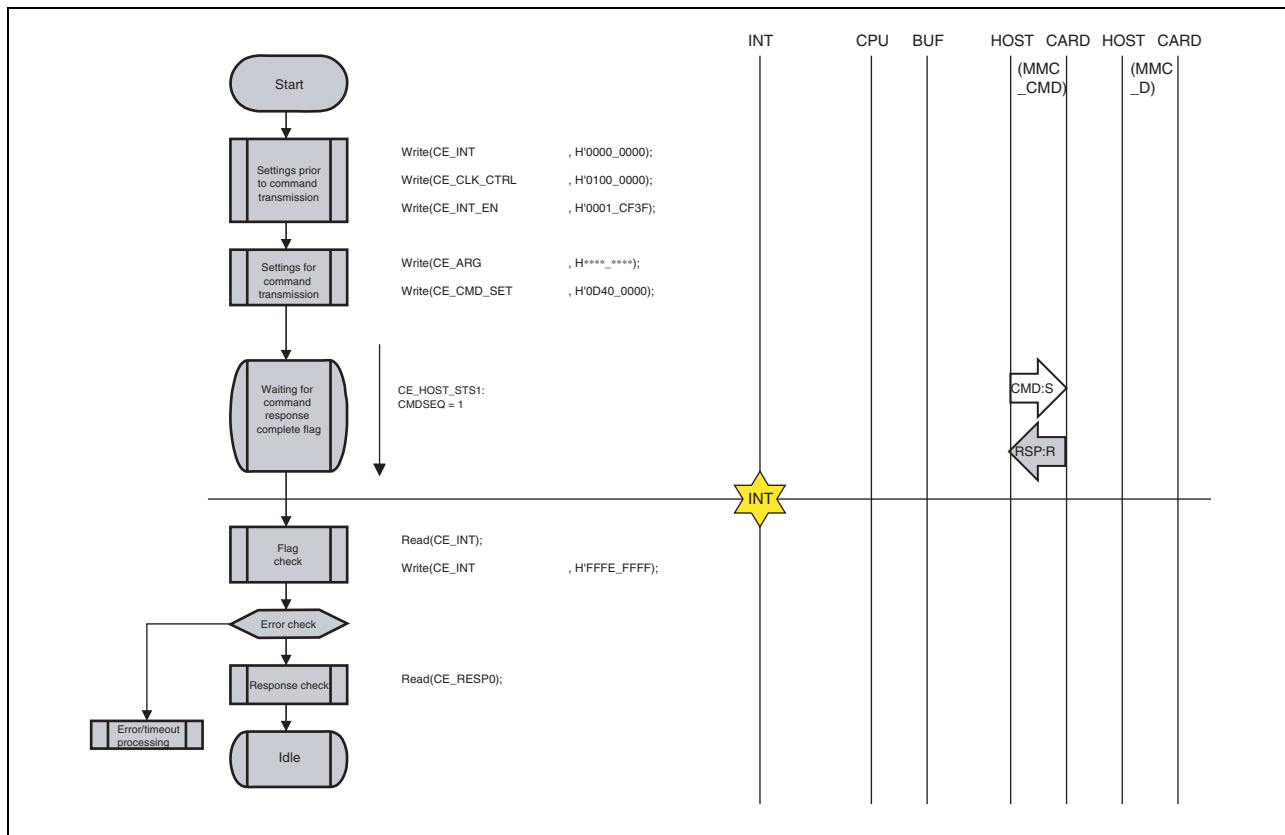 INT CPU BUF HOST CARD HOST CARD
(MMC
_CMD)
(MMC
_D)
Start
Settings prior
to command
transmission
Write(CE_INT , H'0000_0000);
Write(CE_CLK_CTRL , H'0100_0000);
Write(CE_INT_EN , H'0001_CF3F);
Settings for
command
transmission
Write(CE_ARG , H****_****);
Write(CE_CMD_SET , H'0D40_0000);
Waiting for
command
response
complete flag
CE_HOST_STS1:
CMDSEQ = 1
CMD:S
RSP:R
INT
Flag
check
Read(CE_INT);
Write(CE_INT , H'FFFE_FFFF);
Error check
Response check
Read(CE_RESP0);
Error/timeout
processing
Idle